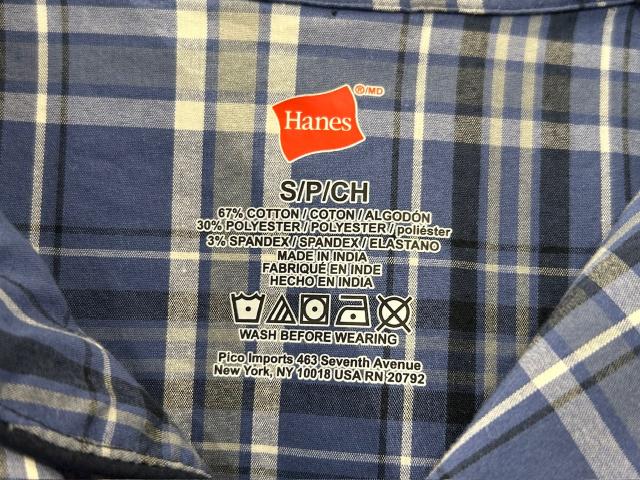 Hanes
®/MD
S/P/CH
67% COTTON / COTON / ALGODÓN
30% POLYESTER / POLYESTER / poliéster
3% SPANDEX / SPANDEX / ELASTANO
MADE IN INDIA
FABRIQUÉ EN INDE
HECHO EN INDIA
WASH BEFORE WEARING
Pico Imports 463 Seventh Avenue
New York, NY 10018 USA RN 20792